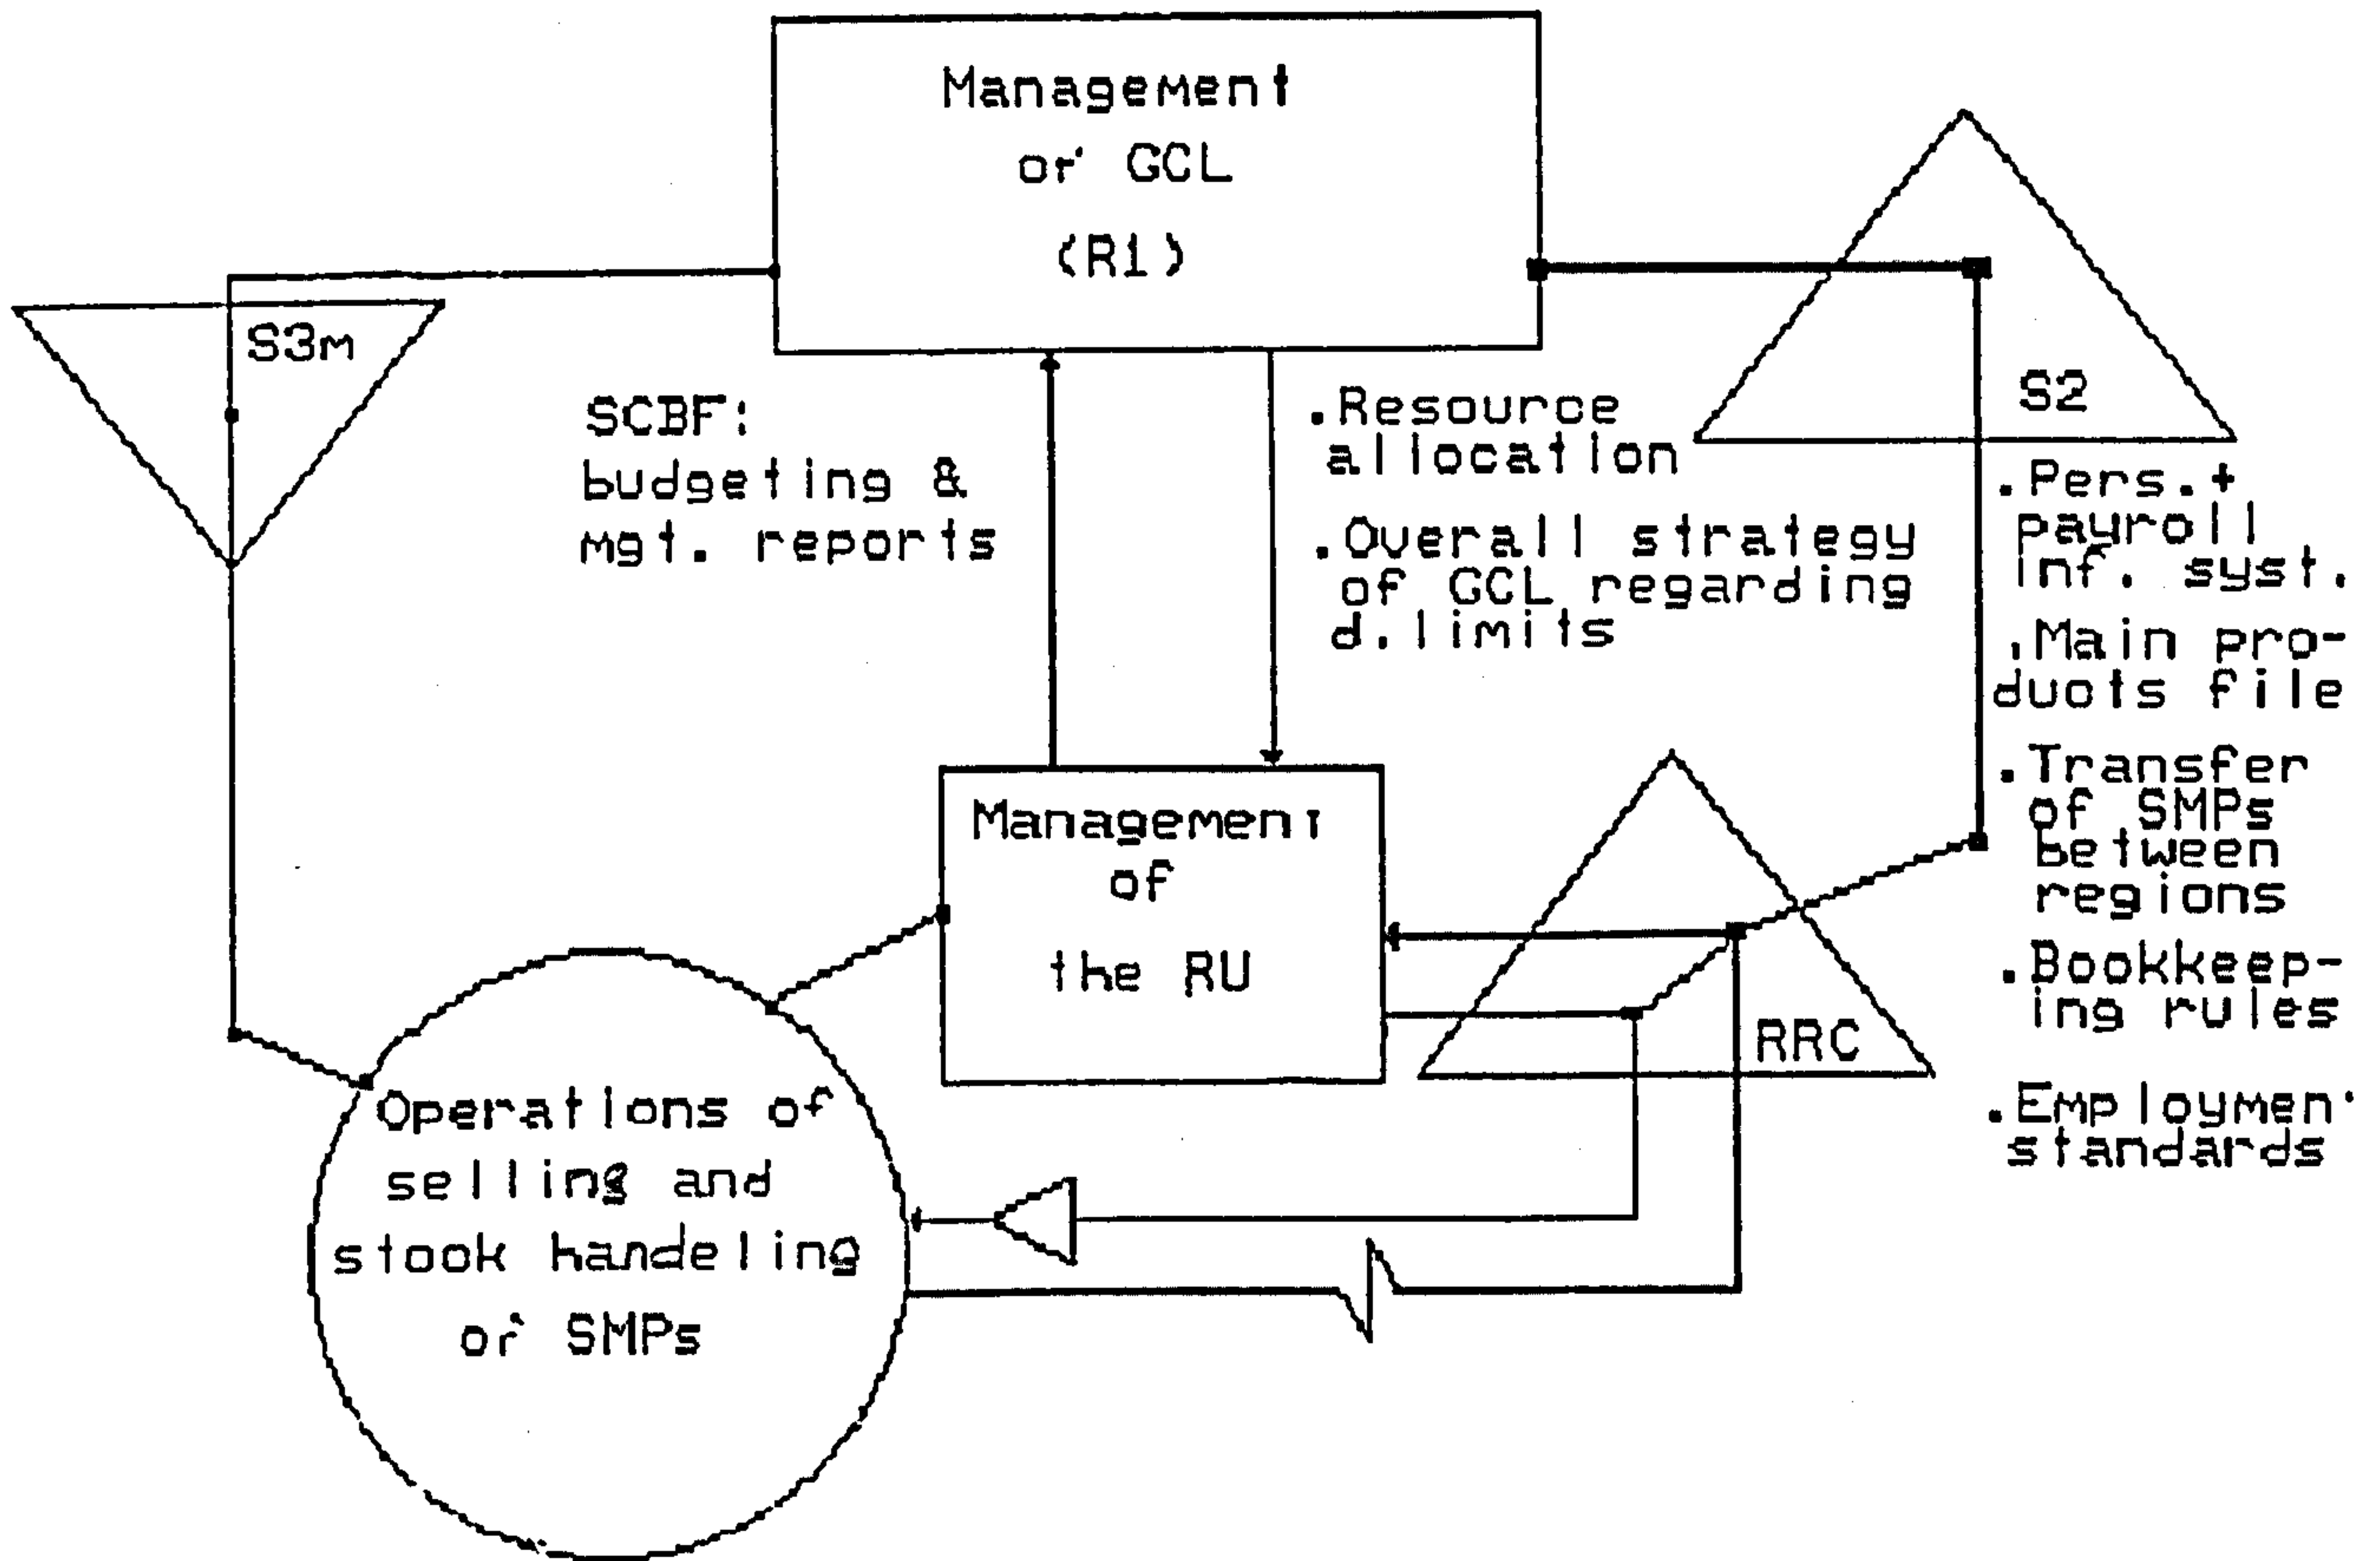 Management
of GCL
(R1)
S3m
SCBF:
budgeting &
mgt. reports
.Resource
allocation
.Overall strategy
of GCL regarding
d.limits
S2
.Pers.+
payroll
inf. syst.
.Main pro-
ducts file
.Transfer
of SMPs
between
regions
.Bookkeep-
ing rules
.Employmen
standards
Management
of
the RU
RRC
Operations of
selling and
stook handeling
of SMPs